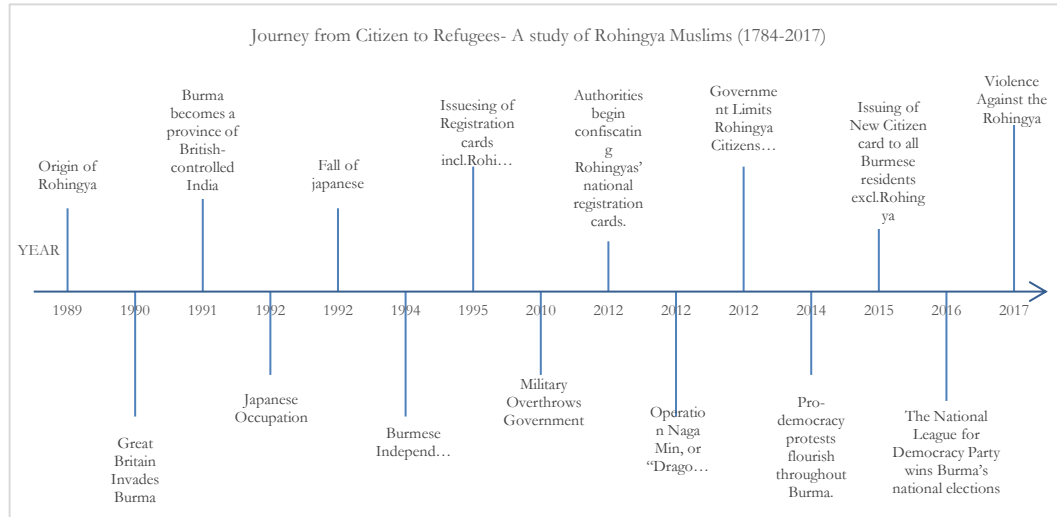 Journey from Citizen to Refugees- A study of Rohingya Muslims (1784-2017)
Origin of
Rohingya
Burma
becomes a
province of
British-
controlled
India
Fall of
japanese
Issuesing of
Registration
cards
incl.Rohi…
Authorities
begin
confiscatin
g
Rohingyas’
national
registration
cards.
Governme
nt Limits
Rohingya
Citizens…
Issuing of
New Citizen
card to all
Burmese
residents
excl.Rohing
ya
Violence
Against the
Rohingya
YEAR
1989 1990 1991 1992 1992 1994 1995 2010 2012 2012 2012 2014 2015 2016 2017
Great
Britain
Invades
Burma
Japanese
Occupation
Burmese
Independ…
Military
Overthrows
Government
Operatio
n Naga
Min, or
“Drago…
Pro-
democracy
protests
flourish
throughout
Burma.
The National
League for
Democracy Party
wins Burma’s
national elections